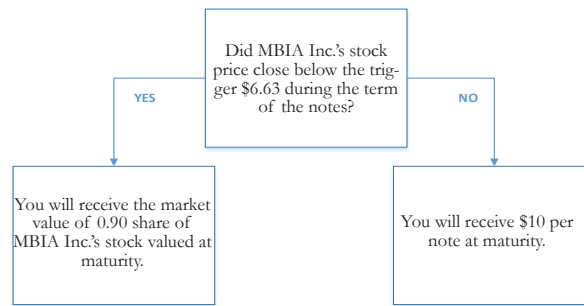 Did MBIA Inc.'s stock
price close below the trig-
ger $6.63 during the term
of the notes?
YES
NO
You will receive the market
value of 0.90 share of
MBIA Inc.'s stock valued at
maturity.
You will receive $10 per
note at maturity.